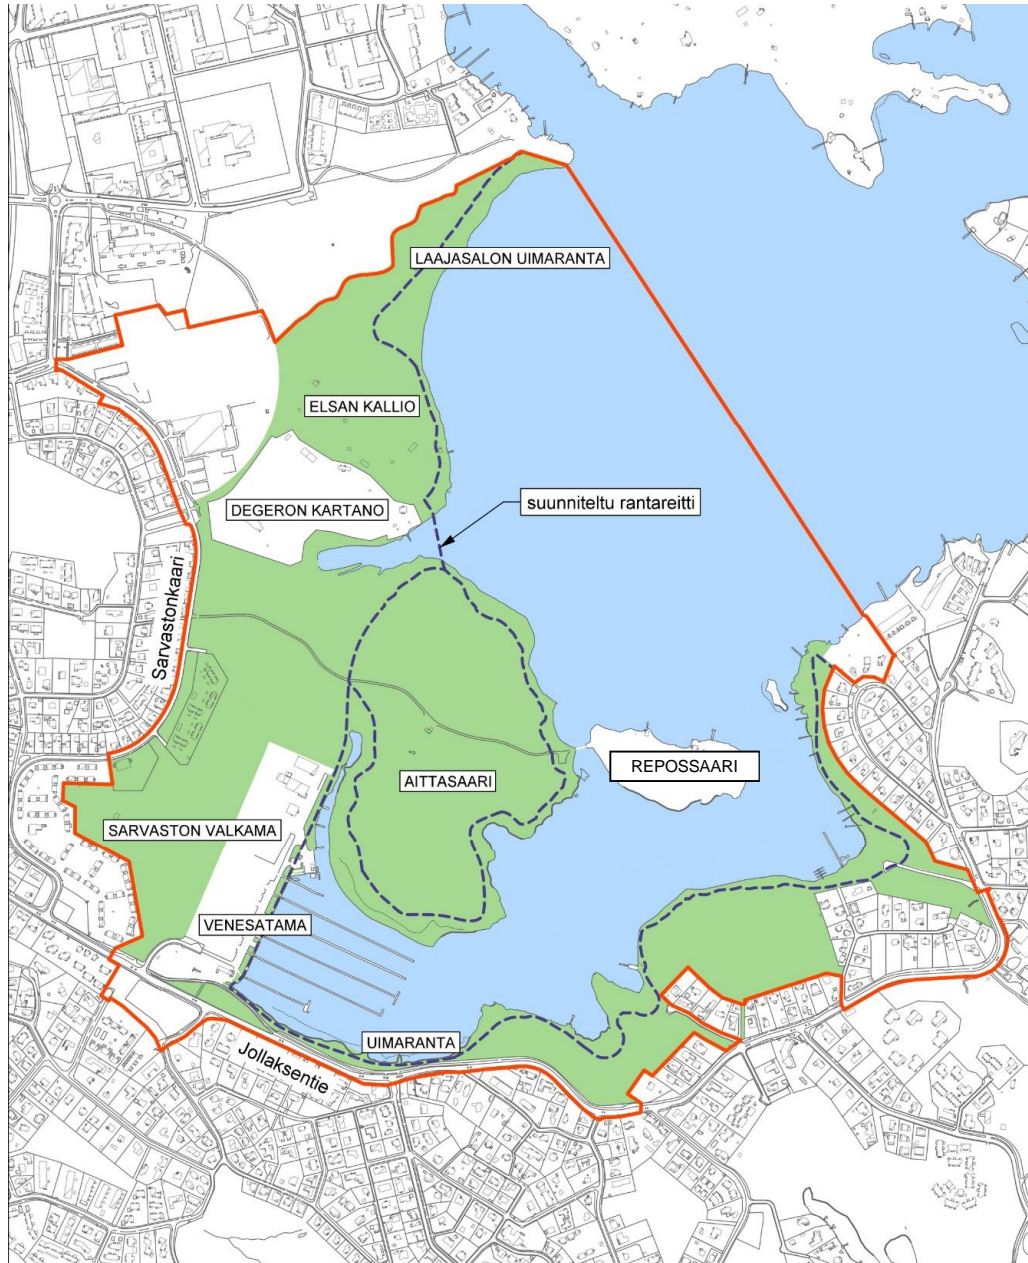 LAAJASALON UIMARANTA
ELSAN KALLIO
DEGERON KARTANO
suunniteltu rantareitti
Sarvastonkaari
REPOSSAARI
AITTASAARI
SARVASTON VALKAMA
VENESATAMA
UIMARANTA
Jollaksentie